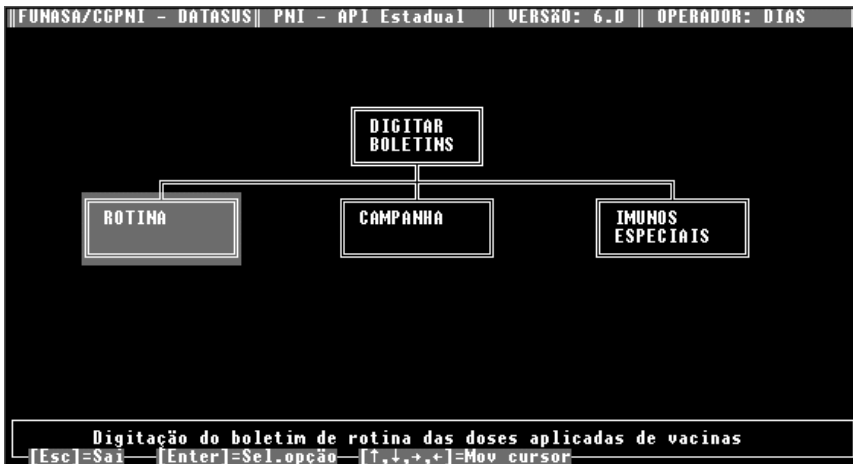 FUNASA/CGPNI - DATASUS PNI - API Estadual VERSÃO: 6.0 OPERADOR: DIAS
DIGITAR
BOLETINS
ROTINA
CAMPANHA
IMUNOS
ESPECIAIS
Digitação do boletim de rotina das doses aplicadas de vacinas
[Esc]=Sai [Enter]=Sel.opção [↑,↓,→,←]=Mov cursor